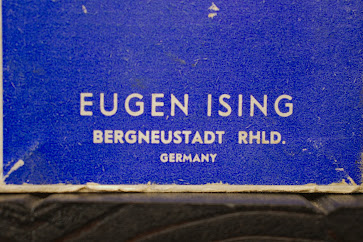 EUGEN ISING
BERGNEUSTADT RHLD.
GERMANY